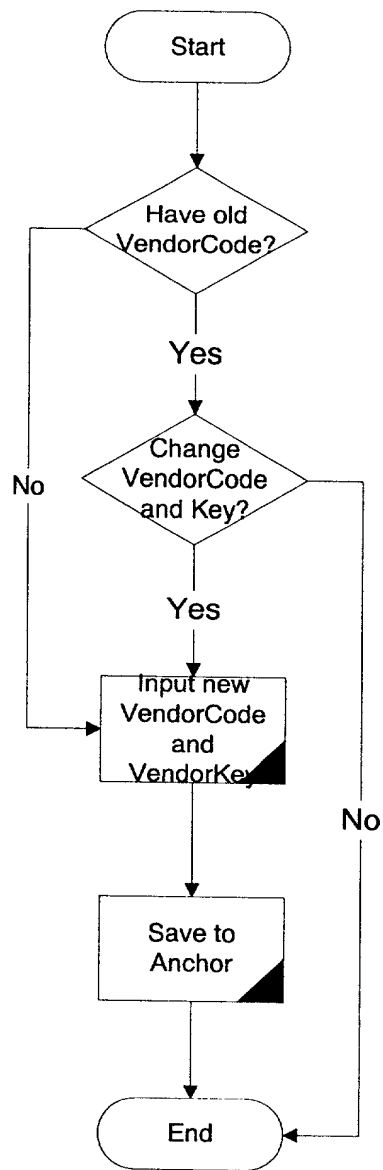 Start
Have old
VendorCode?
Yes
Change
VendorCode
and Key?
No
Yes
Input new
VendorCode
and
VendorKey
No
Save to
Anchor
End